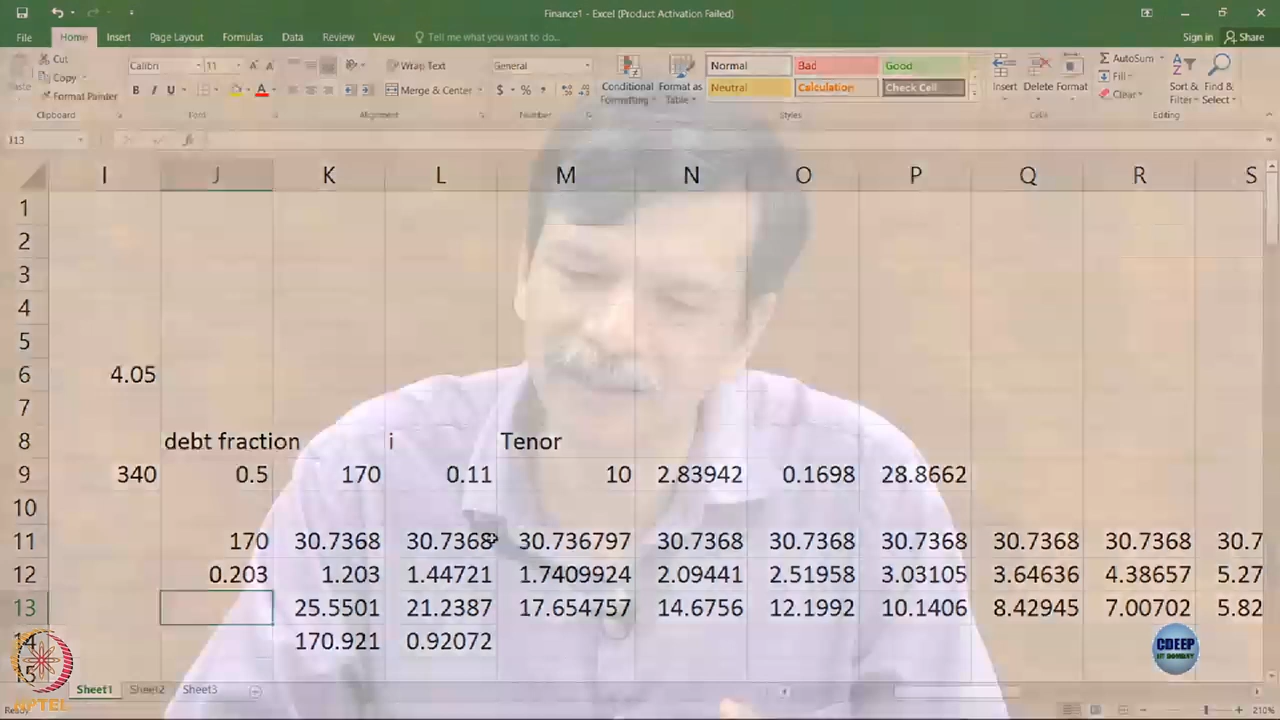 Finance1 - Excel (Product Activation Failed)
File Home Insert Page Layout Formulas Data Review View Tell me what you want to do... Sign in Share
Cut Calibri 11 Wrap Text General Normal Bad Good AutoSum
Copy Conditional Format as Insert Delete Format Fill Sort & Find &
Paste Format Painter B I U Merge & Center $ % Formatting Table Neutral Calculation Check Cell Clear Filter Select
Clipboard Font Alignment Number Styles Cells Editing
J13 fx
I J K L M N O P Q R S
1
2
3
4
5
6 4.05
7
8 debt fraction i Tenor
9 340 0.5 170 0.11 10 2.83942 0.1698 28.8662
10
11 170 30.7368 30.7368 30.736797 30.7368 30.7368 30.7368 30.7368 30.7368 30.7
12 0.203 1.203 1.44721 1.7409924 2.09441 2.51958 3.03105 3.64636 4.38657 5.27
13 25.5501 21.2387 17.654757 14.6756 12.1992 10.1406 8.42945 7.00702 5.82
14 170.921 0.92072
15
CDEEP
IIT BOMBAY
Sheet1 Sheet2 Sheet3
NPTEL
Ready 210%